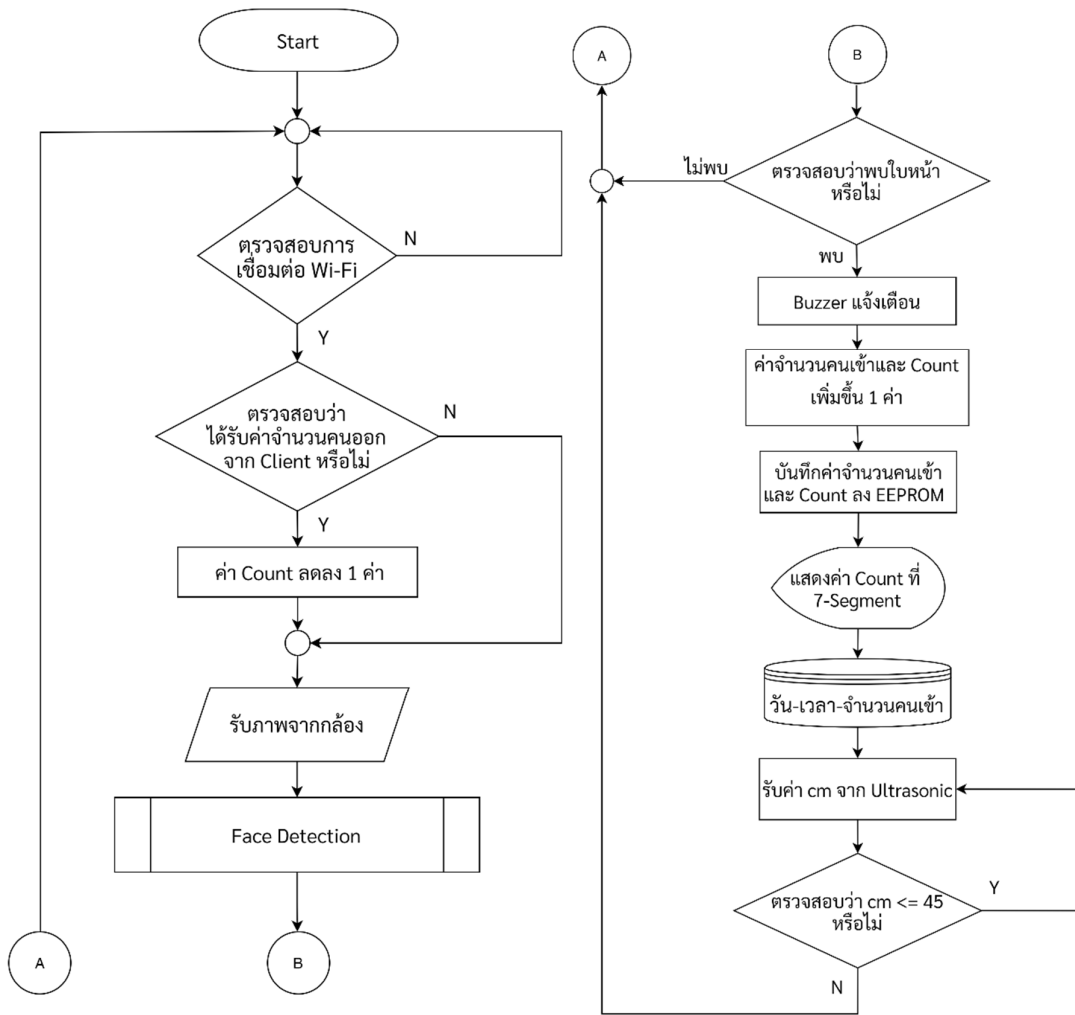 Start
ตรวจสอบการ
เชื่อมต่อ Wi-Fi
N
Y
ตรวจสอบว่า
ได้รับค่าจำนวนคนออก
จาก Client หรือไม่
N
Y
ค่า Count ลดลง 1 ค่า
รับภาพจากกล้อง
Face Detection
A
B
A
B
ตรวจสอบว่าพบใบหน้า
หรือไม่
ไม่พบ
พบ
Buzzer แจ้งเตือน
ค่าจำนวนคนเข้าและ Count
เพิ่มขึ้น 1 ค่า
บันทึกค่าจำนวนคนเข้า
และ Count ลง EEPROM
แสดงค่า Count ที่
7-Segment
วัน-เวลา-จำนวนคนเข้า
รับค่า cm จาก Ultrasonic
ตรวจสอบว่า cm <= 45
หรือไม่
Y
N